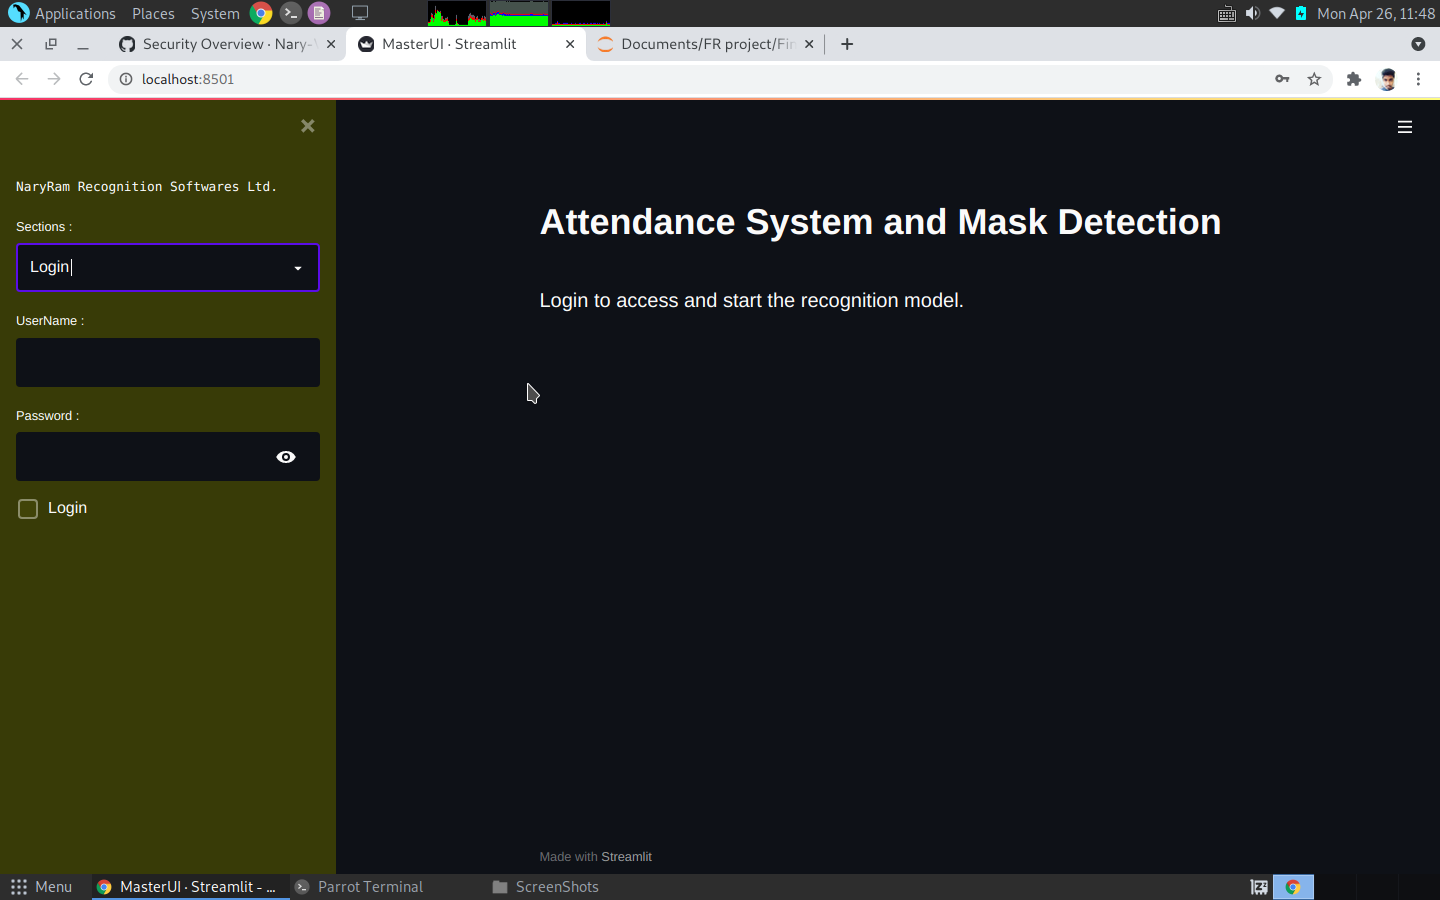 Applications Places System Mon Apr 26, 11:48
Security Overview · Nary-V MasterUI · Streamlit Documents/FR project/Fin
localhost:8501
NaryRam Recognition Softwares Ltd.
Sections :
Login
UserName :
Password :
Login
Attendance System and Mask Detection
Login to access and start the recognition model.
Made with Streamlit
Menu MasterUI · Streamlit - ... Parrot Terminal ScreenShots